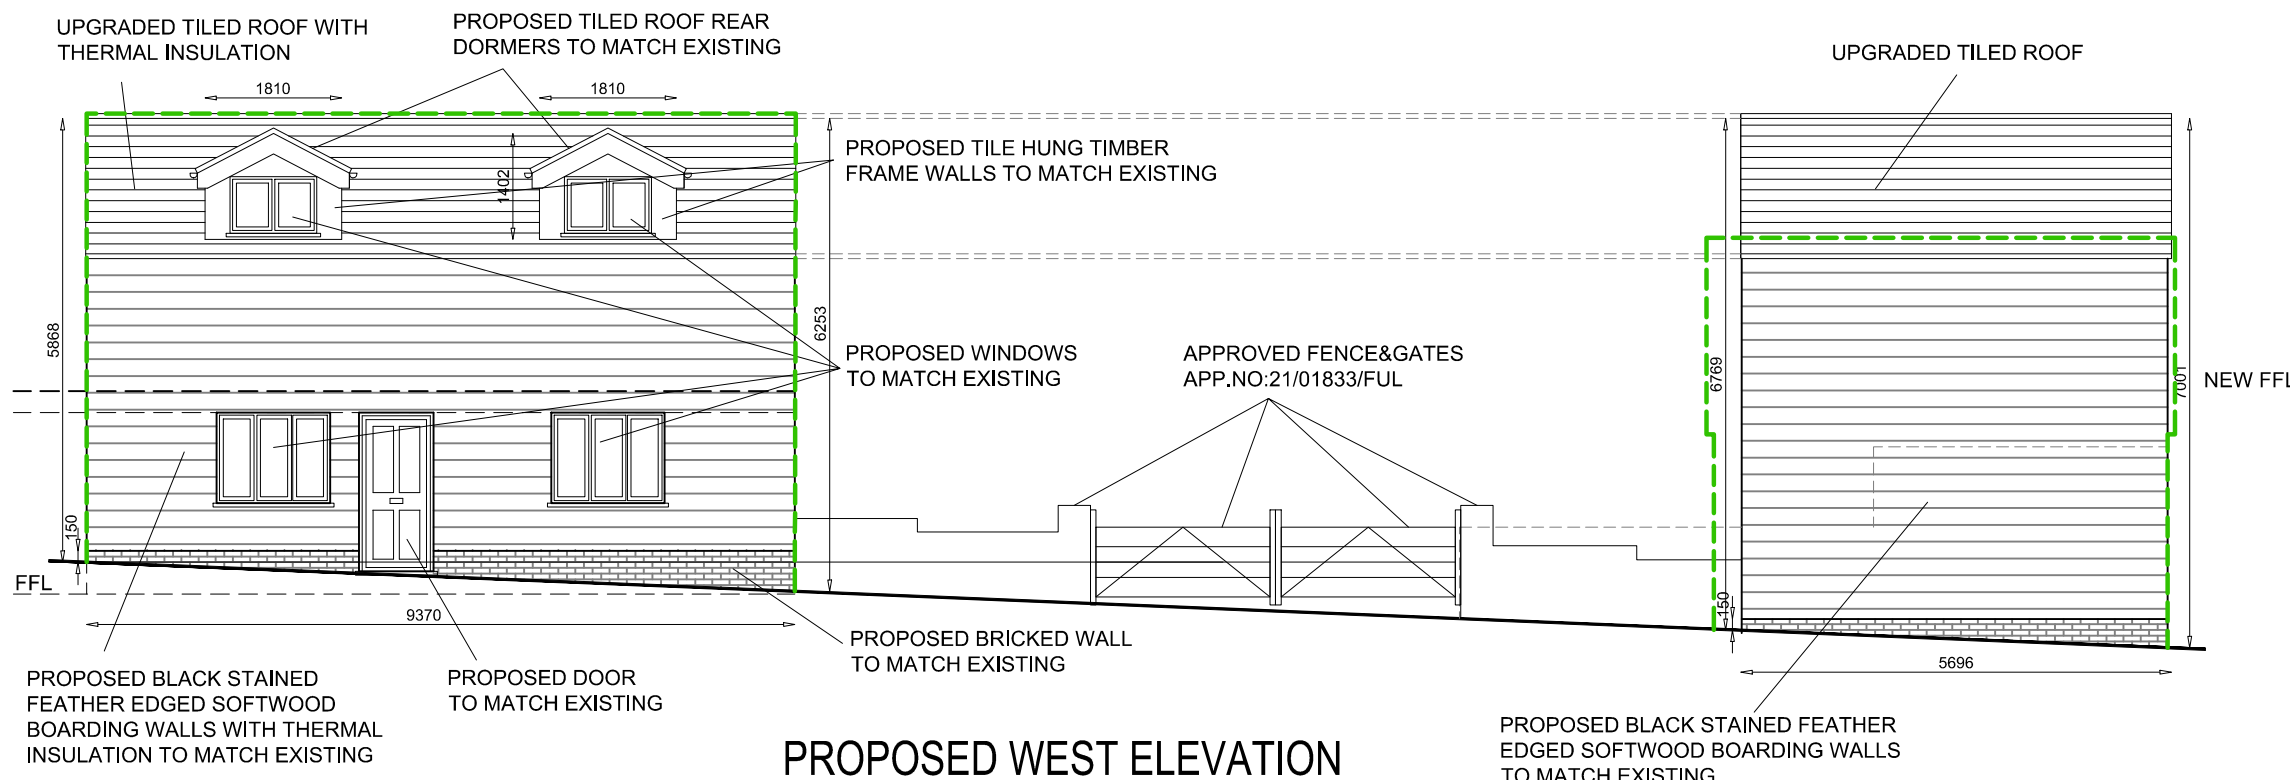 UPGRADED TILED ROOF WITH
THERMAL INSULATION
PROPOSED TILED ROOF REAR
DORMERS TO MATCH EXISTING
UPGRADED TILED ROOF
1810
1810
PROPOSED TILE HUNG TIMBER
FRAME WALLS TO MATCH EXISTING
1402
5868
6253
PROPOSED WINDOWS
TO MATCH EXISTING
APPROVED FENCE&GATES
APP.NO:21/01833/FUL
6769
7001
NEW FFL
150
FFL
9370
150
5696
PROPOSED BRICKED WALL
TO MATCH EXISTING
PROPOSED BLACK STAINED
FEATHER EDGED SOFTWOOD
BOARDING WALLS WITH THERMAL
INSULATION TO MATCH EXISTING
PROPOSED DOOR
TO MATCH EXISTING
PROPOSED WEST ELEVATION
PROPOSED BLACK STAINED FEATHER
EDGED SOFTWOOD BOARDING WALLS
TO MATCH EXISTING